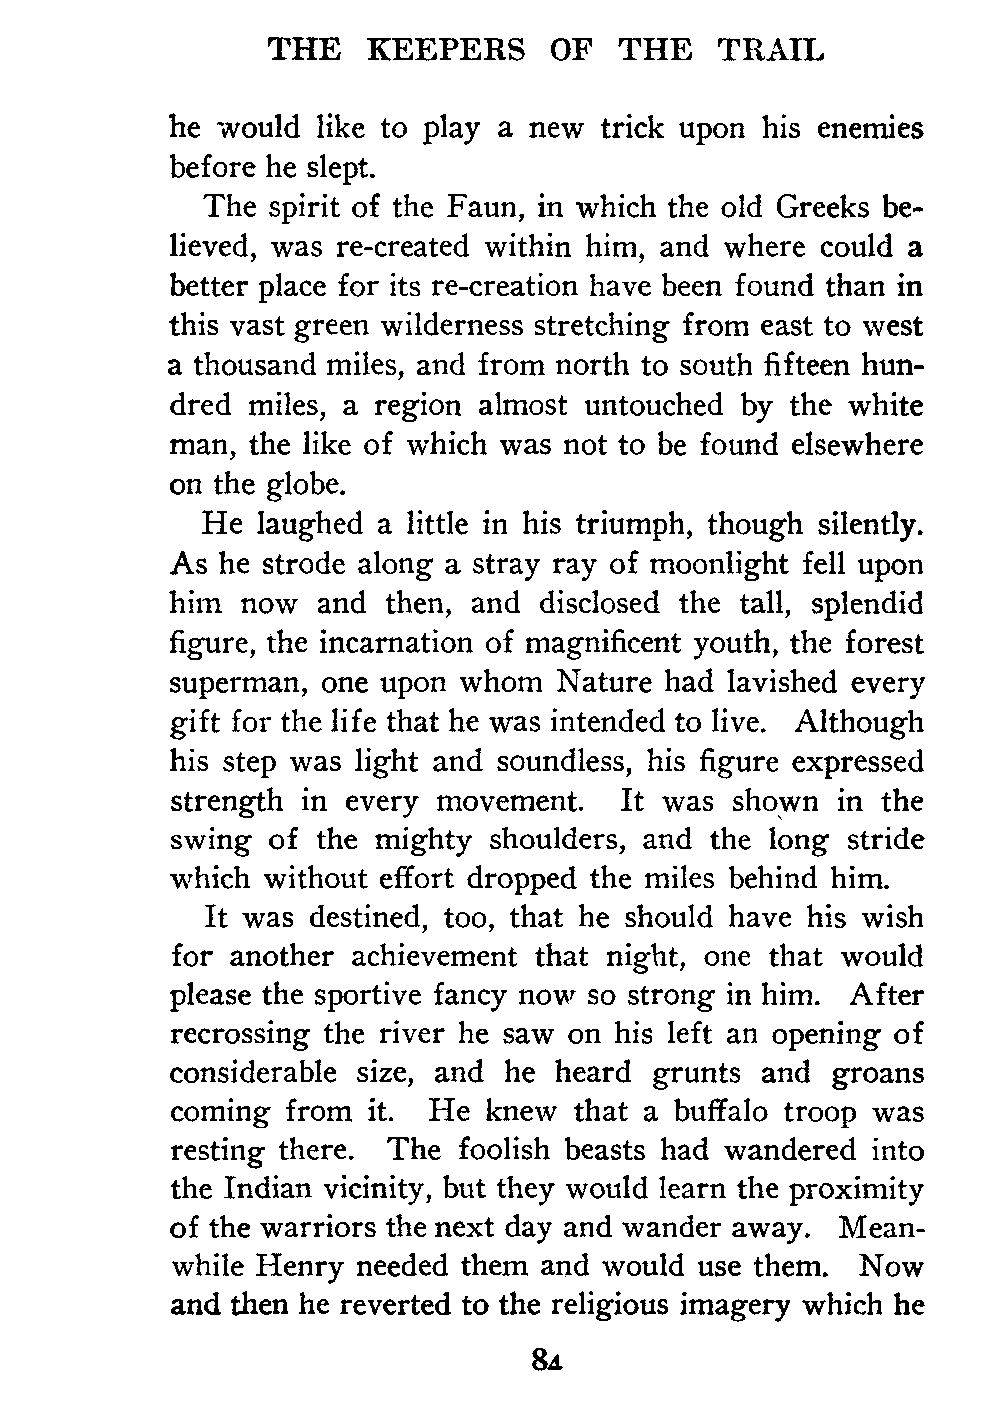 THE KEEPERS OF THE TRAIL
he would like to play a new trick upon his enemies
before he slept.
The spirit of the Faun, in which the old Greeks be-
lieved, was re-created within him, and where could a
better place for its re-creation have been found than in
this vast green wilderness stretching from east to west
a thousand miles, and from north to south fifteen hun-
dred miles, a region almost untouched by the white
man, the like of which was not to be found elsewhere
on the globe.
He laughed a little in his triumph, though silently.
As he strode along a stray ray of moonlight fell upon
him now and then, and disclosed the tall, splendid
figure, the incarnation of magnificent youth, the forest
superman, one upon whom Nature had lavished every
gift for the life that he was intended to live. Although
his step was light and soundless, his figure expressed
strength in every movement. It was shown in the
swing of the mighty shoulders, and the long stride
which without effort dropped the miles behind him.
It was destined, too, that he should have his wish
for another achievement that night, one that would
please the sportive fancy now so strong in him. After
recrossing the river he saw on his left an opening of
considerable size, and he heard grunts and groans
coming from it. He knew that a buffalo troop was
resting there. The foolish beasts had wandered into
the Indian vicinity, but they would learn the proximity
of the warriors the next day and wander away. Mean-
while Henry needed them and would use them. Now
and then he reverted to the religious imagery which he
84